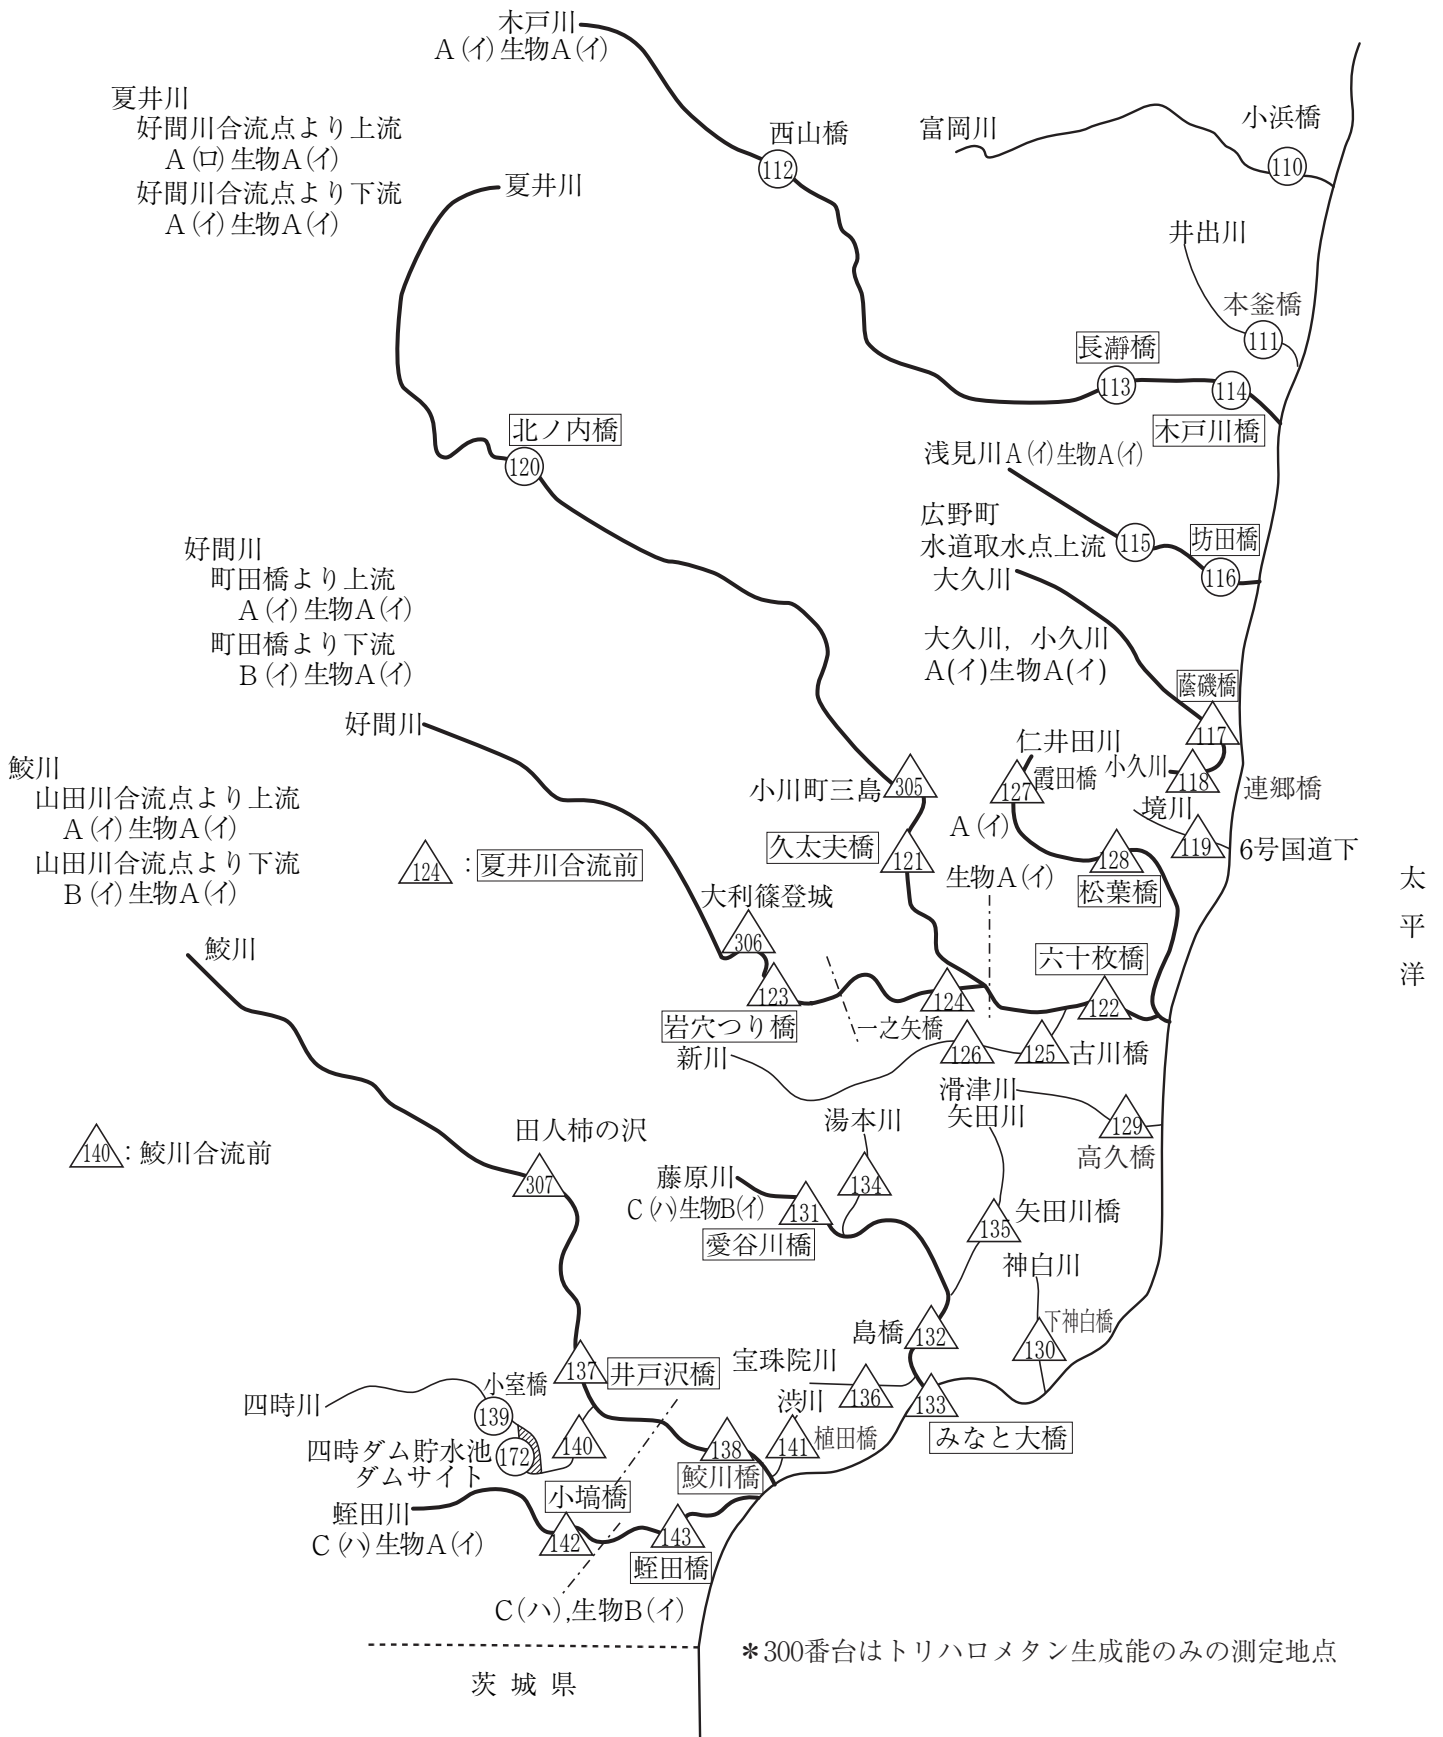 木戸川
A（イ）生物A（イ）
夏井川
好間川合流点より上流
A（ロ）生物A（イ）
好間川合流点より下流
A（イ）生物A（イ）
夏井川
西山橋
112
富岡川
小浜橋
110
井出川
本釜橋
111
長瀞橋
113
114
木戸川橋
北ノ内橋
120
浅見川A（イ）生物A（イ）
広野町
水道取水点上流
115
坊田橋
116
大久川
大久川，小久川
A(イ)生物A(イ)
蔭磯橋
117
小久川
118
連郷橋
境川
119
6号国道下
好間川
町田橋より上流
A（イ）生物A（イ）
町田橋より下流
B（イ）生物A（イ）
好間川
小川町三島
305
仁井田川
127
霞田橋
A（イ）
128
松葉橋
久太夫橋
121
生物A（イ）
鮫川
山田川合流点より上流
A（イ）生物A（イ）
山田川合流点より下流
B（イ）生物A（イ）
124
：夏井川合流前
大利篠登城
306
太
平
洋
鮫川
123
岩穴つり橋
124
一之矢橋
六十枚橋
122
新川
126
125
古川橋
滑津川
129
高久橋
140
：鮫川合流前
田人柿の沢
307
湯本川
134
矢田川
135
矢田川橋
藤原川
C（ハ）生物B（イ）
131
愛谷川橋
神白川
下神白橋
130
島橋
132
宝珠院川
136
133
みなと大橋
137
井戸沢橋
四時川
小室橋
139
四時ダム貯水池
ダムサイト
172
140
138
鮫川橋
渋川
141
植田橋
蛭田川
C（ハ）生物A（イ）
小塙橋
142
143
蛭田橋
C（ハ）,生物B（イ）
＊300番台はトリハロメタン生成能のみの測定地点
茨城県